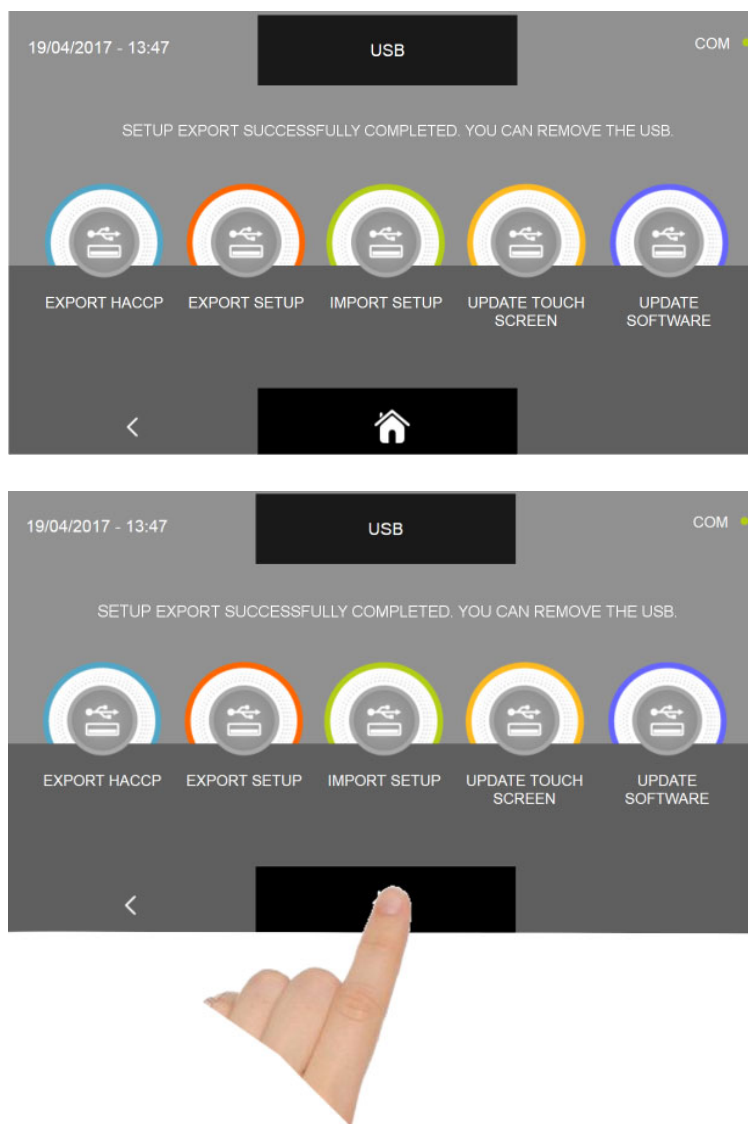 19/04/2017 - 13:47
USB
COM
SETUP EXPORT SUCCESSFULLY COMPLETED. YOU CAN REMOVE THE USB.
EXPORT HACCP
EXPORT SETUP
IMPORT SETUP
UPDATE TOUCH
SCREEN
UPDATE
SOFTWARE
19/04/2017 - 13:47
USB
COM
SETUP EXPORT SUCCESSFULLY COMPLETED. YOU CAN REMOVE THE USB.
EXPORT HACCP
EXPORT SETUP
IMPORT SETUP
UPDATE TOUCH
SCREEN
UPDATE
SOFTWARE